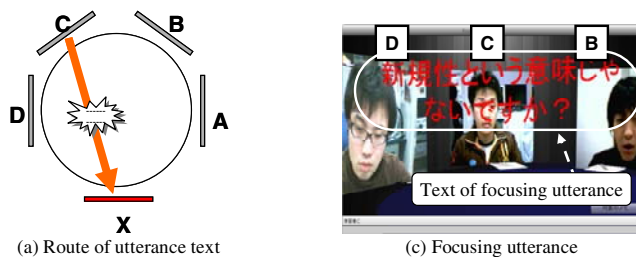 C
B
D
A
X
(a) Route of utterance text
D
C
B
新規性という意味じゃ
ないですか？
Text of focusing utterance
(c) Focusing utterance